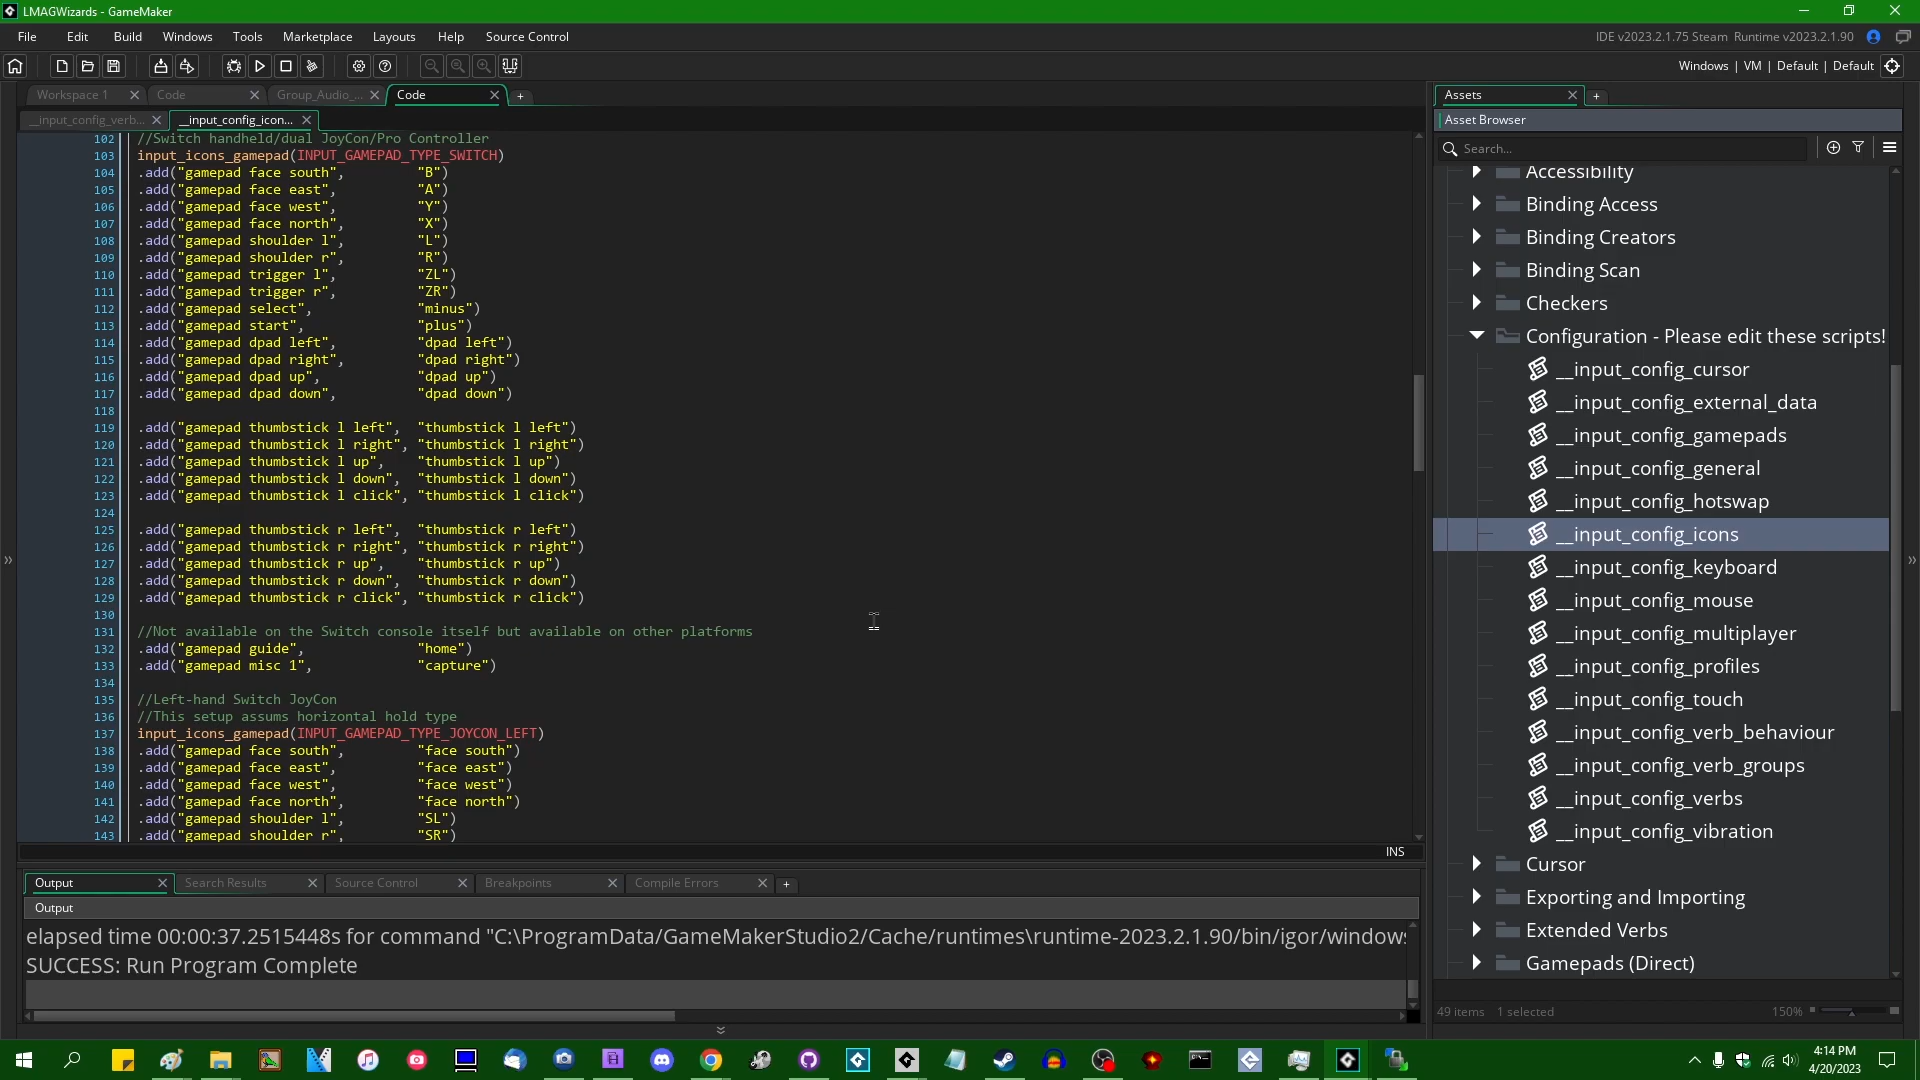 LMAGWizards - GameMaker
File Edit Build Windows Tools Marketplace Layouts Help Source Control
IDE v2023.2.1.75 Steam Runtime v2023.2.1.90
Windows | VM | Default | Default
Workspace 1 Code Group_Audio_... Code
__input_config_verb... __input_config_icon...
102 //Switch handheld/dual JoyCon/Pro Controller
103 input_icons_gamepad(INPUT_GAMEPAD_TYPE_SWITCH)
104 .add("gamepad face south", "B")
105 .add("gamepad face east", "A")
106 .add("gamepad face west", "Y")
107 .add("gamepad face north", "X")
108 .add("gamepad shoulder l", "L")
109 .add("gamepad shoulder r", "R")
110 .add("gamepad trigger l", "ZL")
111 .add("gamepad trigger r", "ZR")
112 .add("gamepad select", "minus")
113 .add("gamepad start", "plus")
114 .add("gamepad dpad left", "dpad left")
115 .add("gamepad dpad right", "dpad right")
116 .add("gamepad dpad up", "dpad up")
117 .add("gamepad dpad down", "dpad down")
118
119 .add("gamepad thumbstick l left", "thumbstick l left")
120 .add("gamepad thumbstick l right", "thumbstick l right")
121 .add("gamepad thumbstick l up", "thumbstick l up")
122 .add("gamepad thumbstick l down", "thumbstick l down")
123 .add("gamepad thumbstick l click", "thumbstick l click")
124
125 .add("gamepad thumbstick r left", "thumbstick r left")
126 .add("gamepad thumbstick r right", "thumbstick r right")
127 .add("gamepad thumbstick r up", "thumbstick r up")
128 .add("gamepad thumbstick r down", "thumbstick r down")
129 .add("gamepad thumbstick r click", "thumbstick r click")
130
131 //Not available on the Switch console itself but available on other platforms
132 .add("gamepad guide", "home")
133 .add("gamepad misc 1", "capture")
134
135 //Left-hand Switch JoyCon
136 //This setup assums horizontal hold type
137 input_icons_gamepad(INPUT_GAMEPAD_TYPE_JOYCON_LEFT)
138 .add("gamepad face south", "face south")
139 .add("gamepad face east", "face east")
140 .add("gamepad face west", "face west")
141 .add("gamepad face north", "face north")
142 .add("gamepad shoulder l", "SL")
143 .add("gamepad shoulder r", "SR")
INS
Output Search Results Source Control Breakpoints Compile Errors
Output
elapsed time 00:00:37.2515448s for command "C:\ProgramData/GameMakerStudio2/Cache/runtimes\runtime-2023.2.1.90/bin/igor/windows
SUCCESS: Run Program Complete
Assets
Asset Browser
Search...
Accessibility
Binding Access
Binding Creators
Binding Scan
Checkers
Configuration - Please edit these scripts!
__input_config_cursor
__input_config_external_data
__input_config_gamepads
__input_config_general
__input_config_hotswap
__input_config_icons
__input_config_keyboard
__input_config_mouse
__input_config_multiplayer
__input_config_profiles
__input_config_touch
__input_config_verb_behaviour
__input_config_verb_groups
__input_config_verbs
__input_config_vibration
Cursor
Exporting and Importing
Extended Verbs
Gamepads (Direct)
49 items 1 selected 150%
4:14 PM
4/20/2023